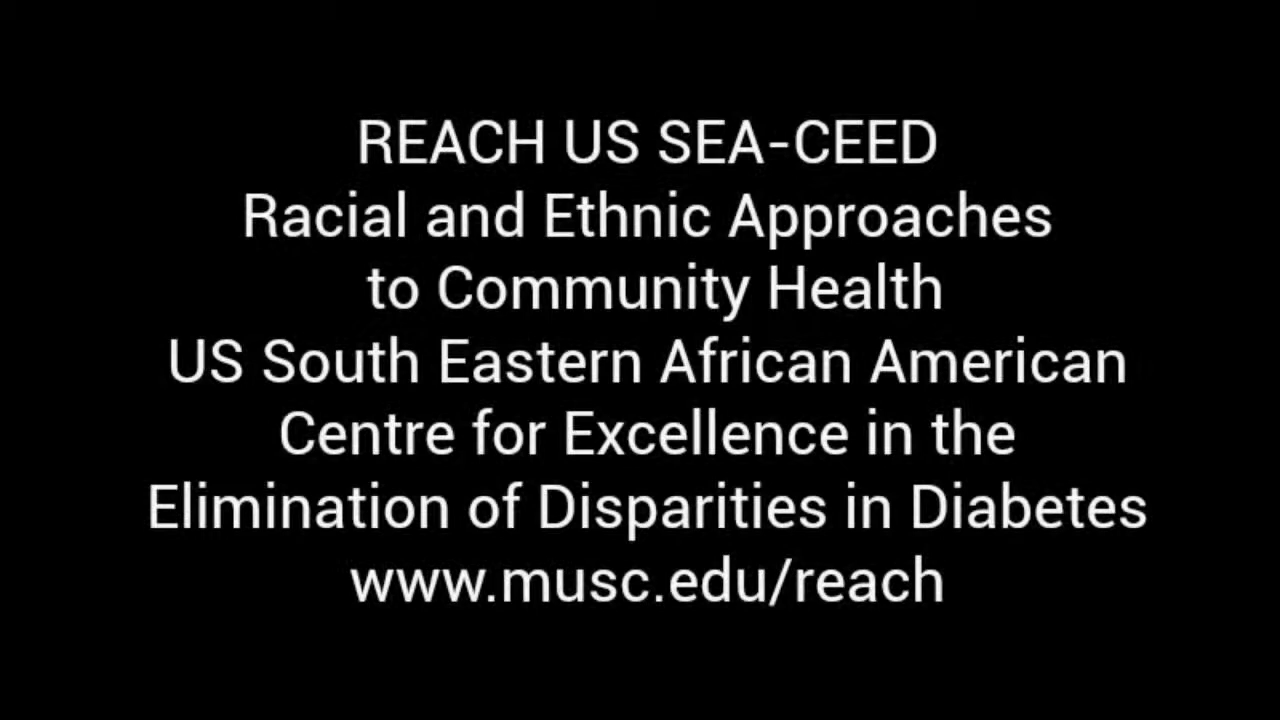 REACH US SEA-CEED
Racial and Ethnic Approaches
to Community Health
US South Eastern African American
Centre for Excellence in the
Elimination of Disparities in Diabetes
www.musc.edu/reach